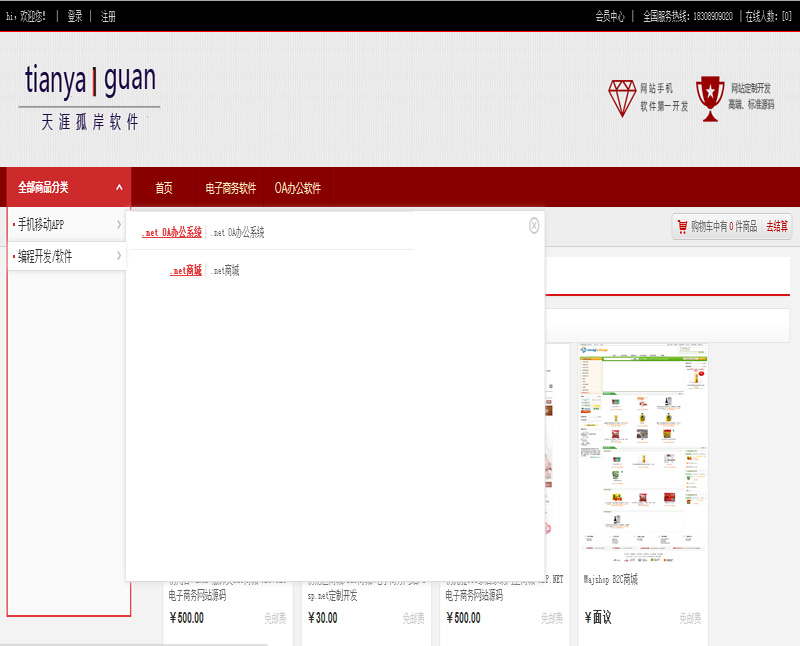 hi，欢迎您！ | 登录 | 注册
会员中心 | 全国服务热线：18308909020 | 在线人数：[0]
tianya|guan
天涯孤岸软件
网站手机
软件第一开发
网站定制开发
高端、标准源码
全部商品分类
首页
电子商务软件
OA办公软件
手机移动APP
编程开发/软件
.net OA办公系统 .net OA办公系统
.net商城 .net商城
购物车中有 0 件商品 去结算
电子商务网站源码
sp.net定制开发
电子商务网站源码
Wajshop B2C商城
¥500.00 免邮费
¥30.00 免邮费
¥500.00 免邮费
¥面议 免邮费